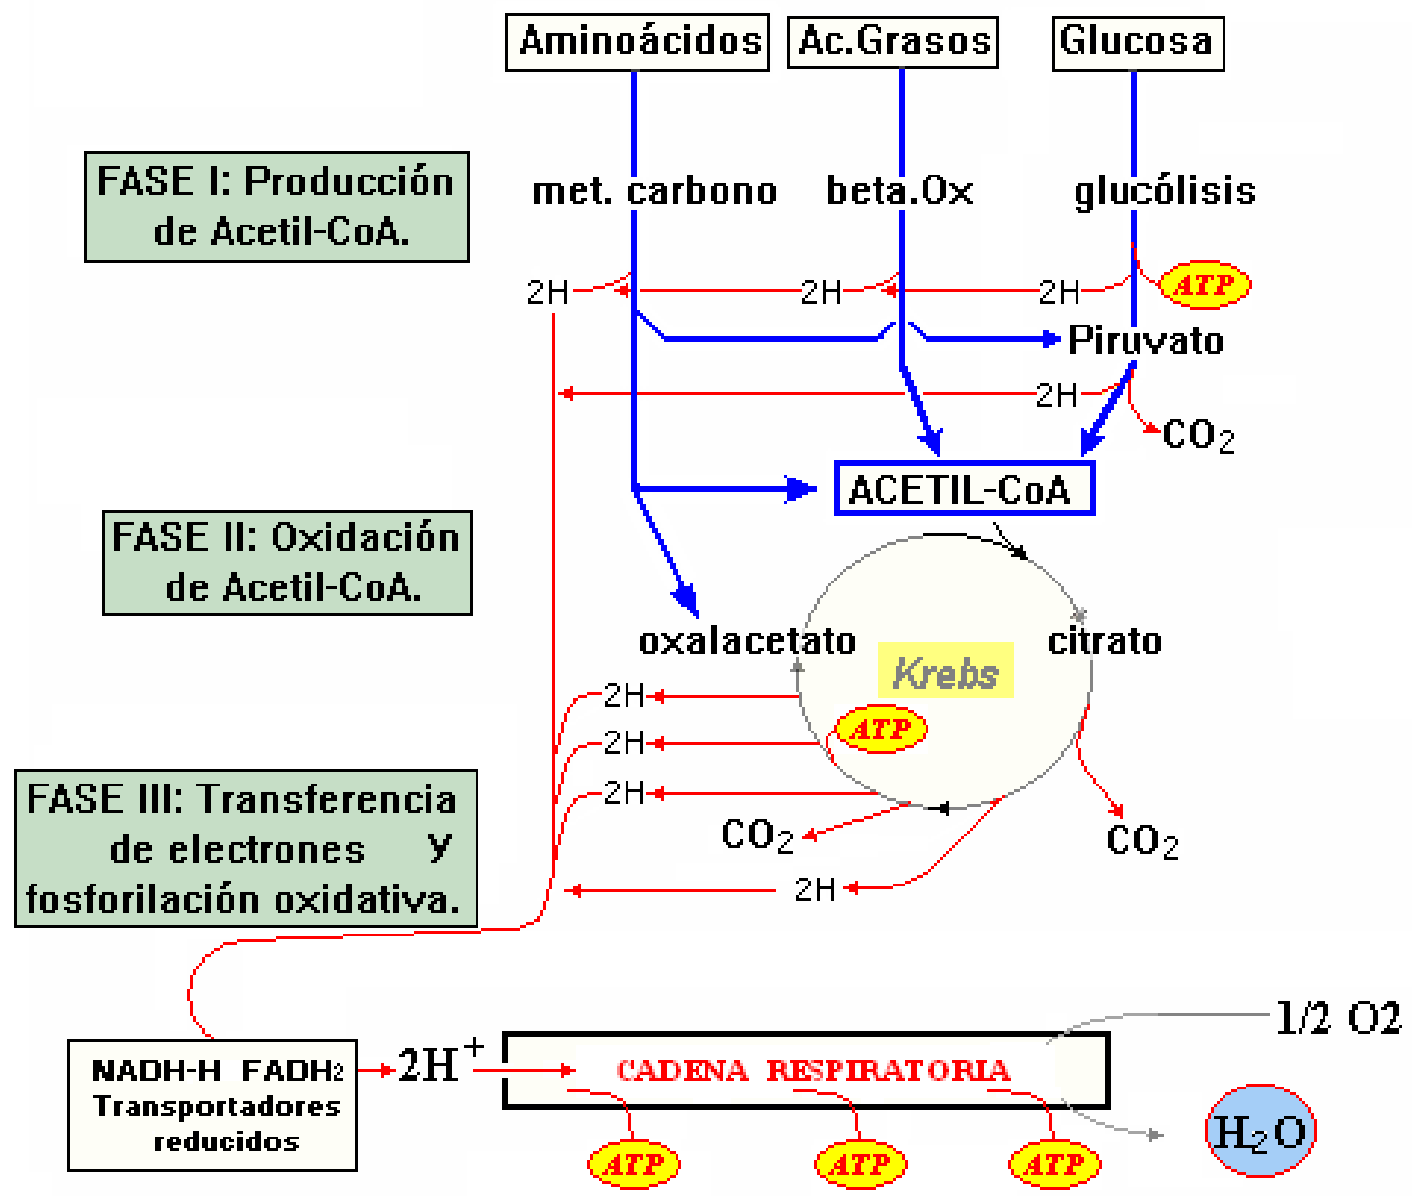 Aminoácidos
Ac.Grasos
Glucosa
FASE I: Producción
de Acetil-CoA.
met. carbono
beta.Ox
glucólisis
2H
2H
2H
ATP
Piruvato
2H
CO2
ACETIL-CoA
FASE II: Oxidación
de Acetil-CoA.
oxalacetato
citrato
Krebs
2H
ATP
2H
2H
FASE III: Transferencia
de electrones y
fosforilación oxidativa.
CO2
CO2
2H
NADH-H FADH2
Transportadores
reducidos
2H+
CADENA RESPIRATORIA
1/2 O2
H2O
ATP
ATP
ATP